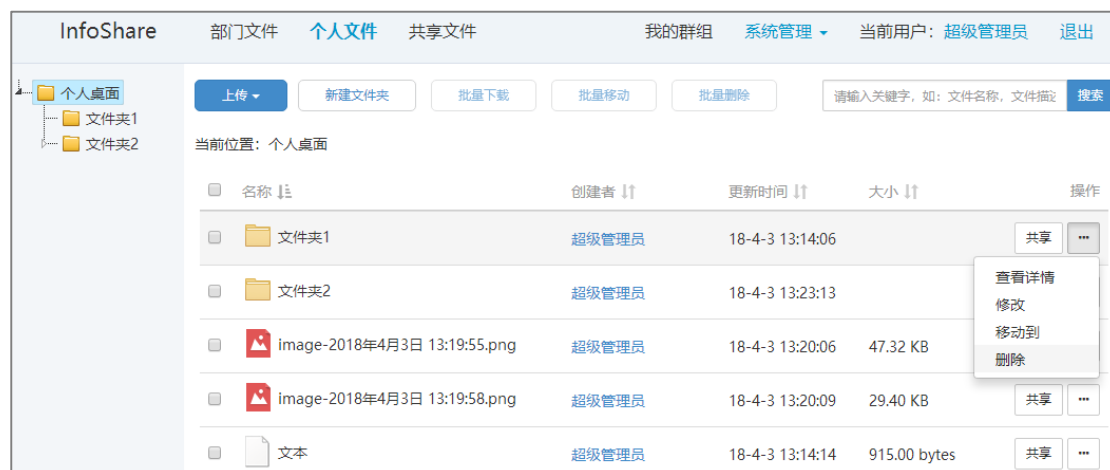 InfoShare 部门文件 个人文件 共享文件 我的群组 系统管理 当前用户：超级管理员 退出
个人桌面
文件夹1
文件夹2
上传 新建文件夹 批量下载 批量移动 批量删除 请输入关键字，如：文件名称，文件描 搜索
当前位置：个人桌面
名称 创建者 更新时间 大小 操作
文件夹1 超级管理员 18-4-3 13:14:06 共享 ···
文件夹2 超级管理员 18-4-3 13:23:13
image-2018年4月3日 13:19:55.png 超级管理员 18-4-3 13:20:06 47.32 KB
image-2018年4月3日 13:19:58.png 超级管理员 18-4-3 13:20:09 29.40 KB 共享 ···
文本 超级管理员 18-4-3 13:14:14 915.00 bytes 共享 ···
查看详情
修改
移动到
删除